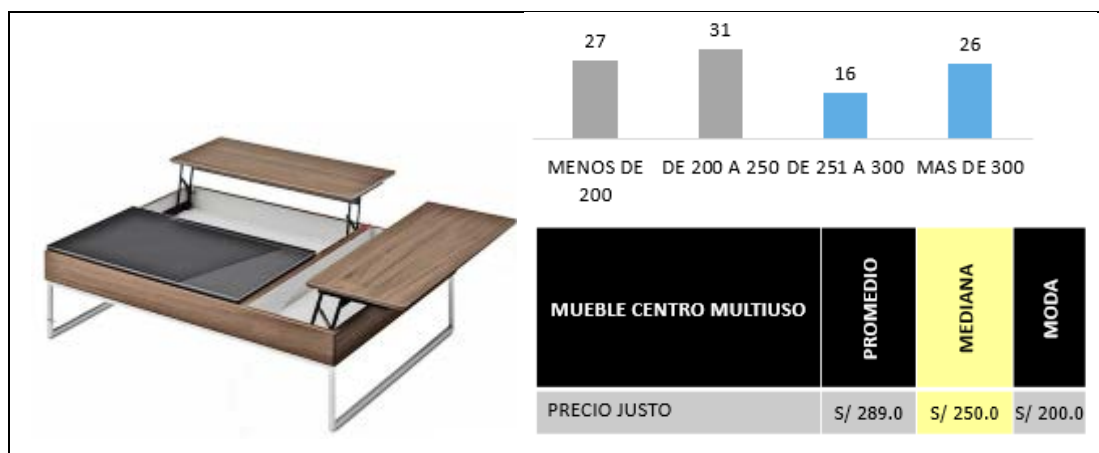 27
31
16
26
MENOS DE
200
DE 200 A 250
DE 251 A 300
MAS DE 300
MUEBLE CENTRO MULTIUSO
PROMEDIO
MEDIANA
MODA
PRECIO JUSTO
S/ 289.0
S/ 250.0
S/ 200.0